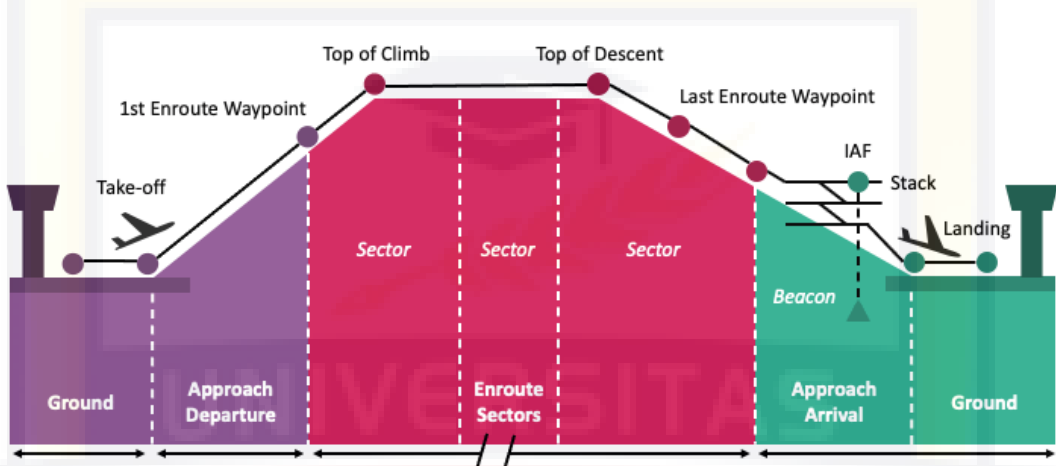 Top of Climb
Top of Descent
1st Enroute Waypoint
Last Enroute Waypoint
IAF
Take-off
Stack
Landing
Sector
Sector
Sector
Beacon
Ground
Approach
Departure
Enroute
Sectors
Approach
Arrival
Ground
UNIVERSITAS